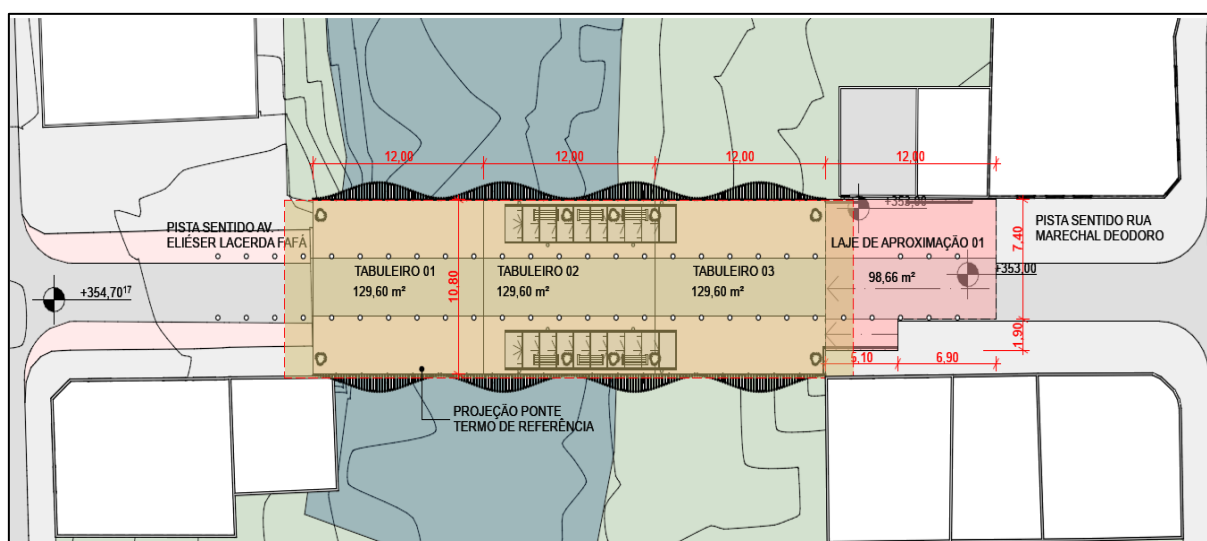 12,00
12,00
12,00
12,00
PISTA SENTIDO AV.
ELIÉSER LACERDA FAFÁ
+353,00
PISTA SENTIDO RUA
MARECHAL DEODORO
7.40
LAJE DE APROXIMAÇÃO 01
98,66 m²
+353,00
TABULEIRO 01
129,60 m²
10.80
TABULEIRO 02
129,60 m²
TABULEIRO 03
129,60 m²
+354,70¹⁷
1.90
5.10
6.90
PROJEÇÃO PONTE
TERMO DE REFERÊNCIA